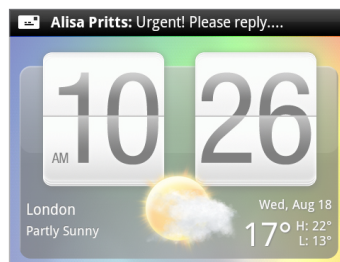 Alisa Pritts: Urgent! Please reply....
10 26
AM
London
Partly Sunny
Wed, Aug 18
17° H: 22°
L: 13°